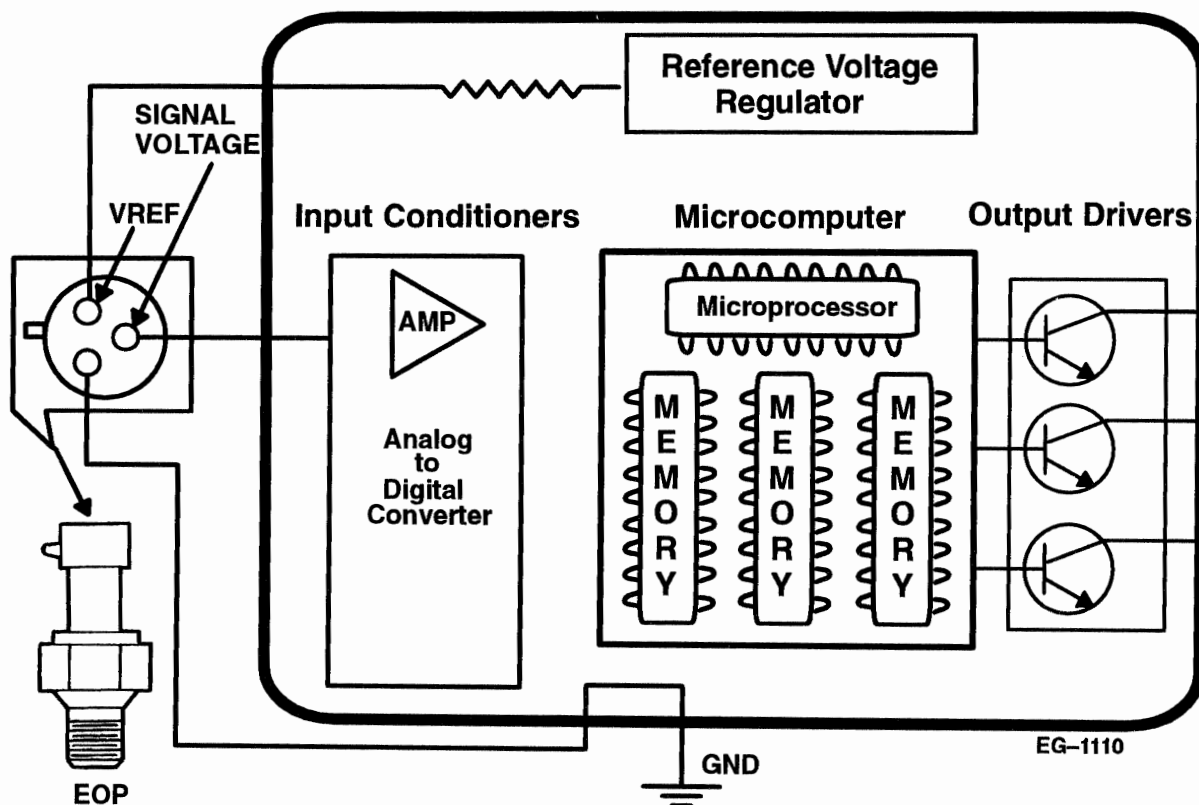 Reference Voltage
Regulator
SIGNAL
VOLTAGE
VREF
Input Conditioners
Microcomputer
Output Drivers
AMP
Analog
to
Digital
Converter
Microprocessor
MEMORY
MEMORY
MEMORY
EOP
GND
EG–1110